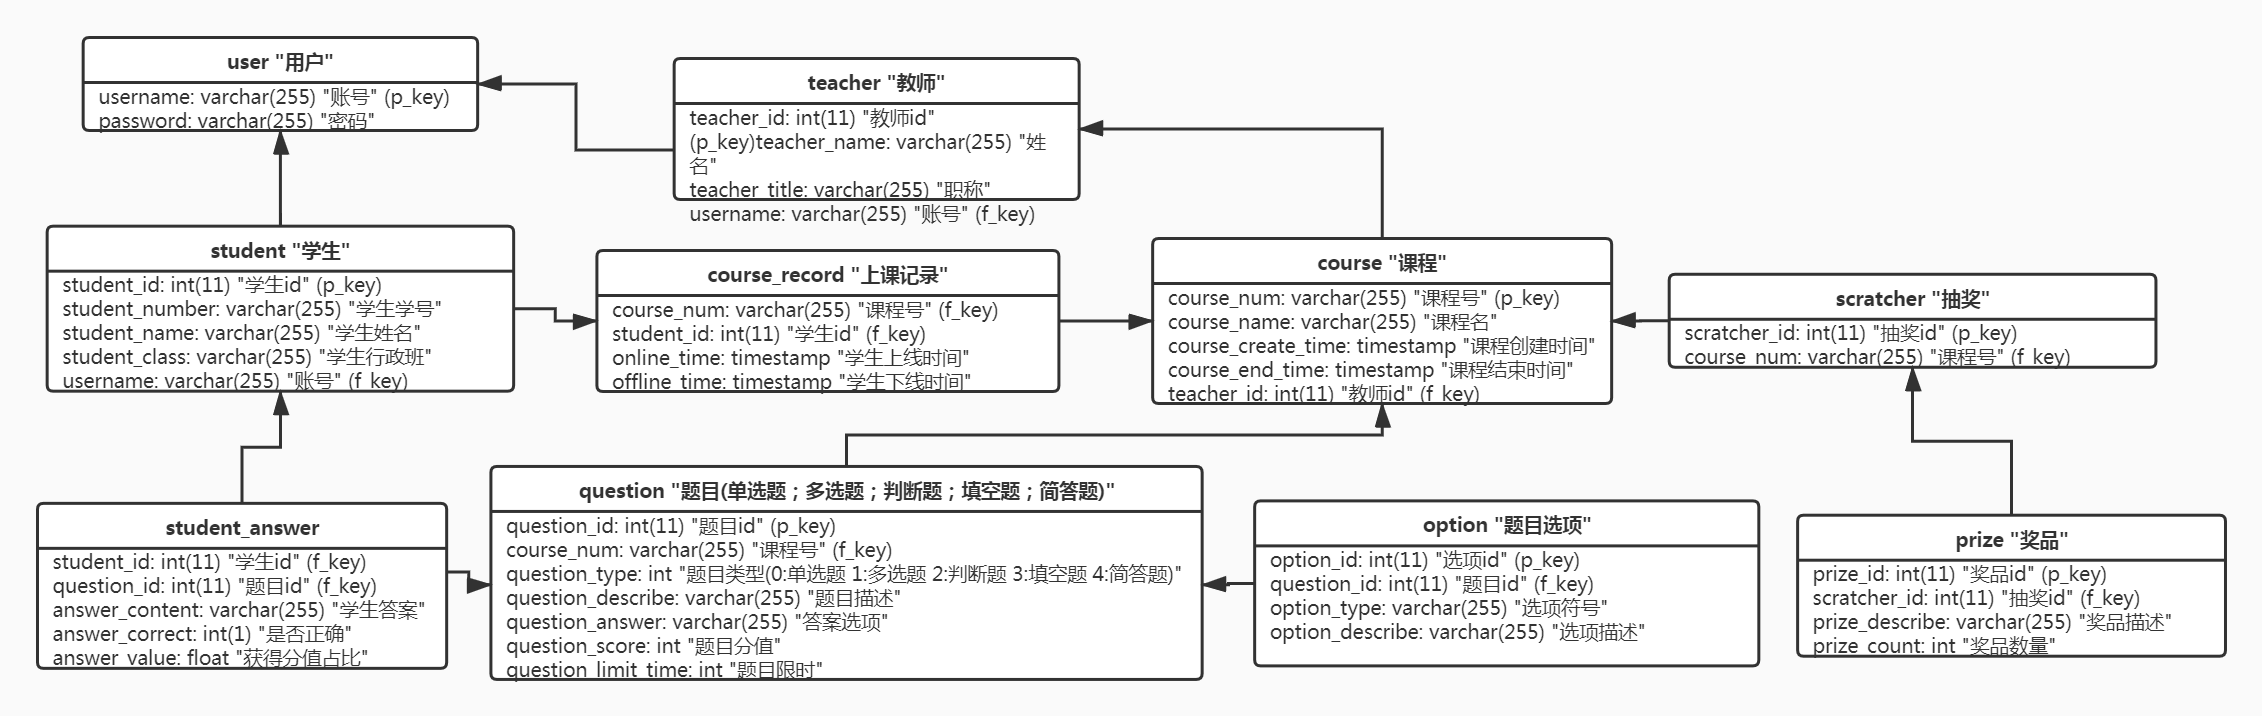 user "用户"
username: varchar(255) "账号" (p_key)
password: varchar(255) "密码"
teacher "教师"
teacher_id: int(11) "教师id"
(p_key)teacher_name: varchar(255) "姓
名"
teacher_title: varchar(255) "职称"
username: varchar(255) "账号" (f_key)
student "学生"
student_id: int(11) "学生id" (p_key)
student_number: varchar(255) "学生学号"
student_name: varchar(255) "学生姓名"
student_class: varchar(255) "学生行政班"
username: varchar(255) "账号" (f_key)
course_record "上课记录"
course_num: varchar(255) "课程号" (f_key)
student_id: int(11) "学生id" (f_key)
online_time: timestamp "学生上线时间"
offline_time: timestamp "学生下线时间"
course "课程"
course_num: varchar(255) "课程号" (p_key)
course_name: varchar(255) "课程名"
course_create_time: timestamp "课程创建时间"
course_end_time: timestamp "课程结束时间"
teacher_id: int(11) "教师id" (f_key)
scratcher "抽奖"
scratcher_id: int(11) "抽奖id" (p_key)
course_num: varchar(255) "课程号" (f_key)
student_answer
student_id: int(11) "学生id" (f_key)
question_id: int(11) "题目id" (f_key)
answer_content: varchar(255) "学生答案"
answer_correct: int(1) "是否正确"
answer_value: float "获得分值占比"
question "题目(单选题；多选题；判断题；填空题；简答题)"
question_id: int(11) "题目id" (p_key)
course_num: varchar(255) "课程号" (f_key)
question_type: int "题目类型(0:单选题 1:多选题 2:判断题 3:填空题 4:简答题)"
question_describe: varchar(255) "题目描述"
question_answer: varchar(255) "答案选项"
question_score: int "题目分值"
question_limit_time: int "题目限时"
option "题目选项"
option_id: int(11) "选项id" (p_key)
question_id: int(11) "题目id" (f_key)
option_type: varchar(255) "选项符号"
option_describe: varchar(255) "选项描述"
prize "奖品"
prize_id: int(11) "奖品id" (p_key)
scratcher_id: int(11) "抽奖id" (f_key)
prize_describe: varchar(255) "奖品描述"
prize_count: int "奖品数量"